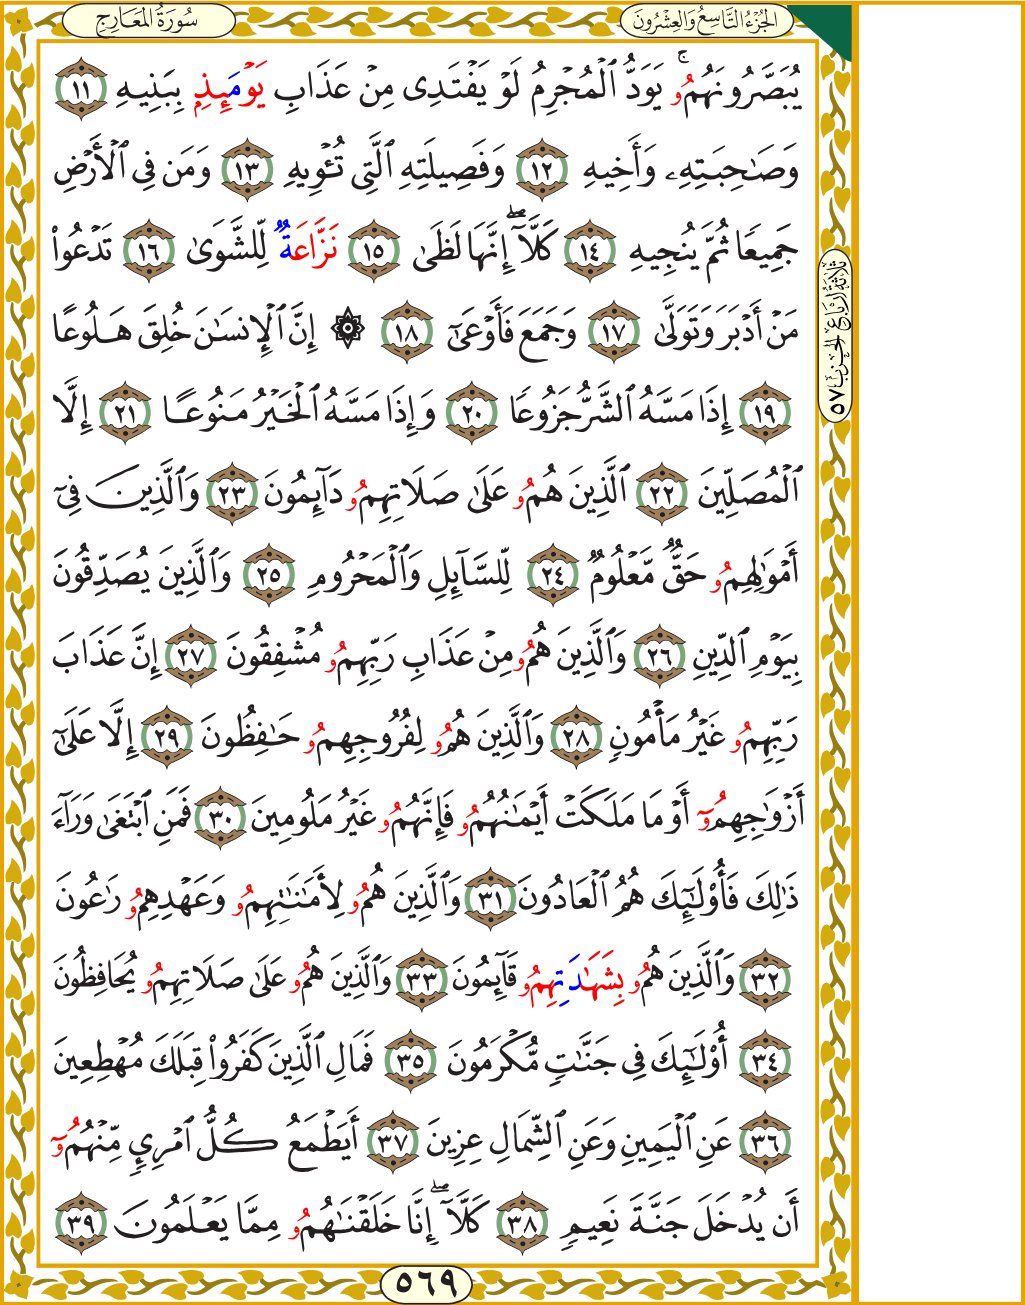 سُورَةُ المَعَارِجِ
الجُزْءُ التَّاسِعُ وَالعِشْرُونَ
يُبَصَّرُونَهُمُۥۚ يَوَدُّ ٱلْمُجْرِمُ لَوْ يَفْتَدِى مِنْ عَذَابِ يَوْمَئِذِۭ بِبَنِيهِ ١١
وَصَـٰحِبَتِهِۦ وَأَخِيهِ ١٢ وَفَصِيلَتِهِ ٱلَّتِى تُـْٔوِيهِ ١٣ وَمَن فِى ٱلْأَرْضِ
جَمِيعًا ثُمَّ يُنجِيهِ ١٤ كَلَّآۖ إِنَّهَا لَظَىٰ ١٥ نَزَّاعَةٌ لِّلشَّوَىٰ ١٦ تَدْعُوا۟
مَنْ أَدْبَرَ وَتَوَلَّىٰ ١٧ وَجَمَعَ فَأَوْعَىٰٓ ١٨ ۞ إِنَّ ٱلْإِنسَـٰنَ خُلِقَ هَلُوعًا
١٩ إِذَا مَسَّهُ ٱلشَّرُّ جَزُوعًا ٢٠ وَإِذَا مَسَّهُ ٱلْخَيْرُ مَنُوعًا ٢١ إِلَّا
ٱلْمُصَلِّينَ ٢٢ ٱلَّذِينَ هُمُۥ عَلَىٰ صَلَاتِهِمُۥ دَآئِمُونَ ٢٣ وَٱلَّذِينَ فِىٓ
أَمْوَٰلِهِمُۥ حَقٌّ مَّعْلُومٌ ٢٤ لِّلسَّآئِلِ وَٱلْمَحْرُومِ ٢٥ وَٱلَّذِينَ يُصَدِّقُونَ
بِيَوْمِ ٱلدِّينِ ٢٦ وَٱلَّذِينَ هُمُۥ مِنْ عَذَابِ رَبِّهِمُۥ مُشْفِقُونَ ٢٧ إِنَّ عَذَابَ
رَبِّهِمُۥ غَيْرُ مَأْمُونٍ ٢٨ وَٱلَّذِينَ هُمُۥ لِفُرُوجِهِمُۥ حَـٰفِظُونَ ٢٩ إِلَّا عَلَىٰٓ
أَزْوَٰجِهِمُۥٓ أَوْ مَا مَلَكَتْ أَيْمَـٰنُهُمُۥ فَإِنَّهُمُۥ غَيْرُ مَلُومِينَ ٣٠ فَمَنِ ٱبْتَغَىٰ وَرَآءَ
ذَٰلِكَ فَأُو۟لَـٰٓئِكَ هُمُ ٱلْعَادُونَ ٣١ وَٱلَّذِينَ هُمُۥ لِأَمَـٰنَـٰتِهِمُۥ وَعَهْدِهِمُۥ رَٰعُونَ
٣٢ وَٱلَّذِينَ هُمُۥ بِشَهَـٰدَتِهِمُۥ قَآئِمُونَ ٣٣ وَٱلَّذِينَ هُمُۥ عَلَىٰ صَلَاتِهِمُۥ يُحَافِظُونَ
٣٤ أُو۟لَـٰٓئِكَ فِى جَنَّـٰتٍ مُّكْرَمُونَ ٣٥ فَمَالِ ٱلَّذِينَ كَفَرُوا۟ قِبَلَكَ مُهْطِعِينَ
٣٦ عَنِ ٱلْيَمِينِ وَعَنِ ٱلشِّمَالِ عِزِينَ ٣٧ أَيَطْمَعُ كُلُّ ٱمْرِئٍ مِّنْهُمُۥٓ
أَن يُدْخَلَ جَنَّةَ نَعِيمٍ ٣٨ كَلَّآۖ إِنَّا خَلَقْنَـٰهُمُۥ مِمَّا يَعْلَمُونَ ٣٩
ثَلَاثَةُ أَرْبَاعِ الحِزْبِ ٥٧
٥٦٩